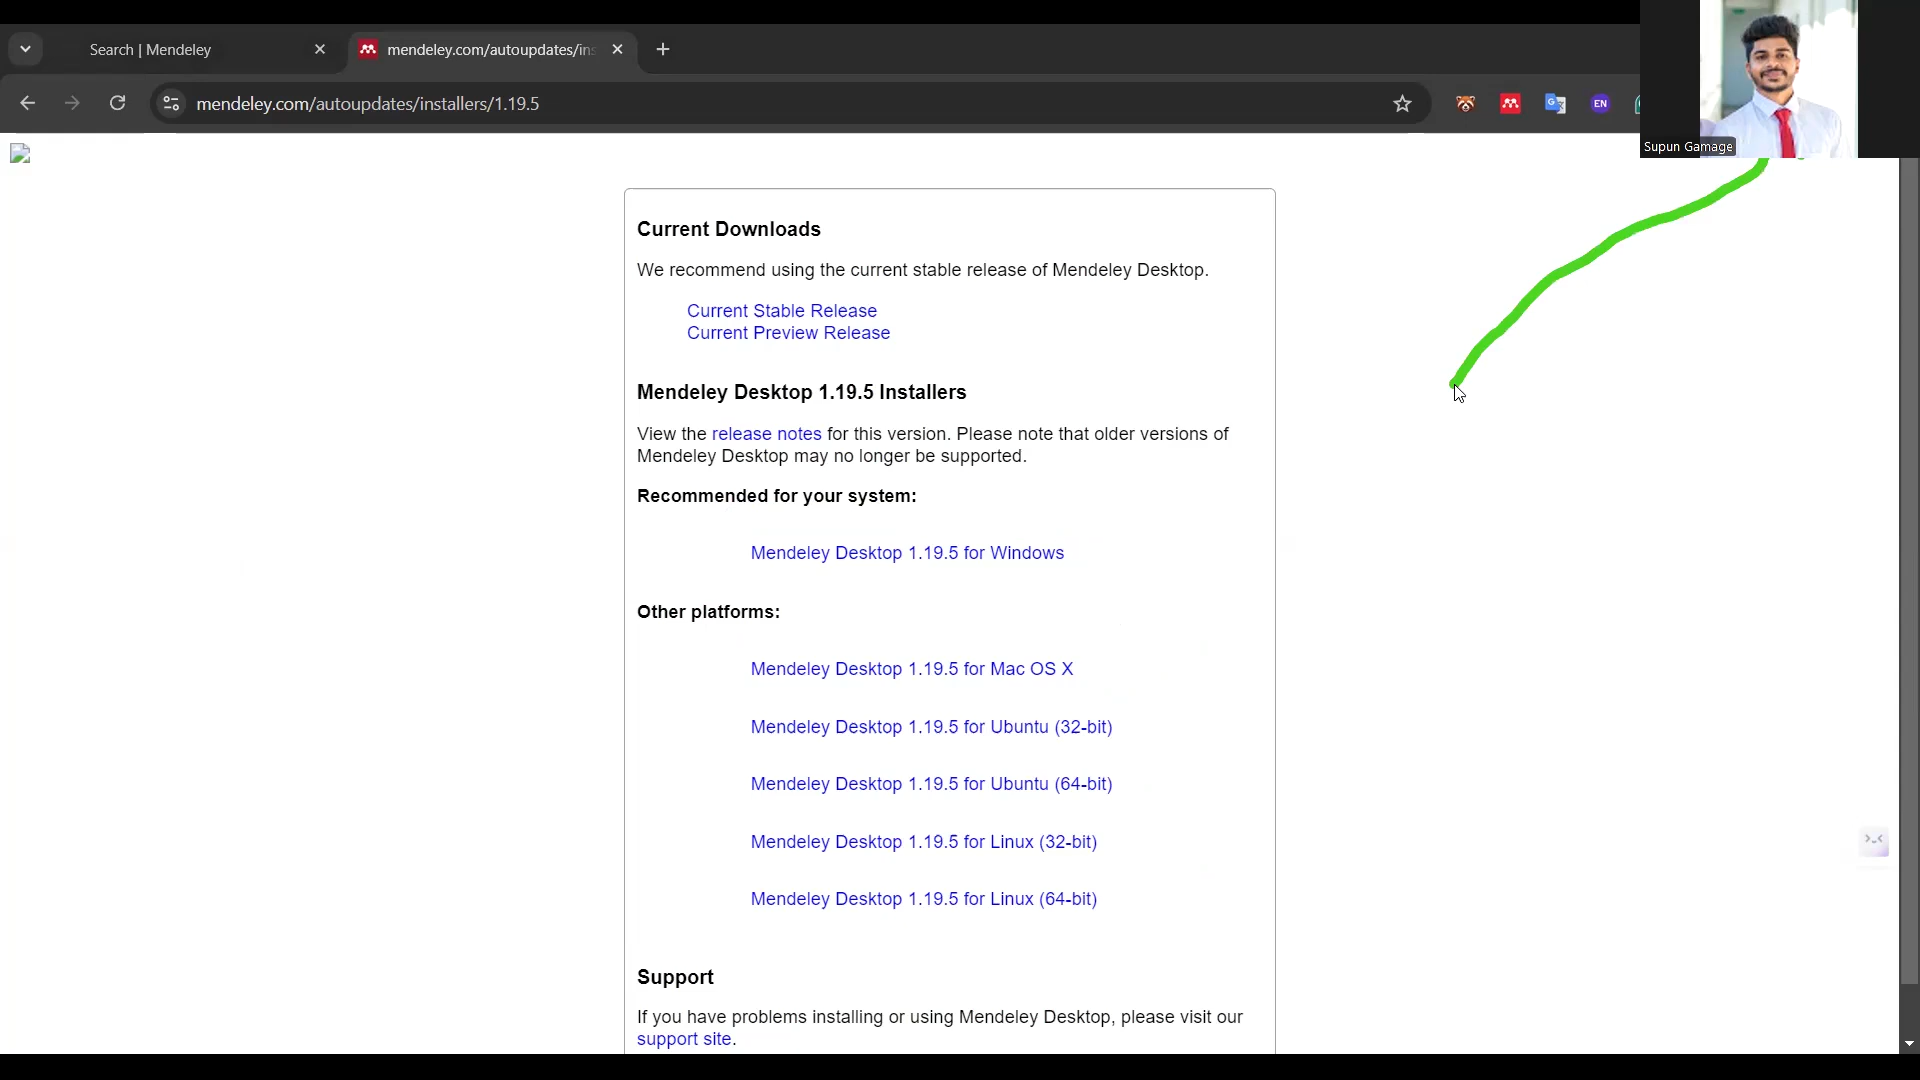 Search | Mendeley
mendeley.com/autoupdates/ins
mendeley.com/autoupdates/installers/1.19.5
EN
Supun Gamage
Current Downloads
We recommend using the current stable release of Mendeley Desktop.
Current Stable Release
Current Preview Release
Mendeley Desktop 1.19.5 Installers
View the release notes for this version. Please note that older versions of
Mendeley Desktop may no longer be supported.
Recommended for your system:
Mendeley Desktop 1.19.5 for Windows
Other platforms:
Mendeley Desktop 1.19.5 for Mac OS X
Mendeley Desktop 1.19.5 for Ubuntu (32-bit)
Mendeley Desktop 1.19.5 for Ubuntu (64-bit)
Mendeley Desktop 1.19.5 for Linux (32-bit)
Mendeley Desktop 1.19.5 for Linux (64-bit)
Support
If you have problems installing or using Mendeley Desktop, please visit our
support site.